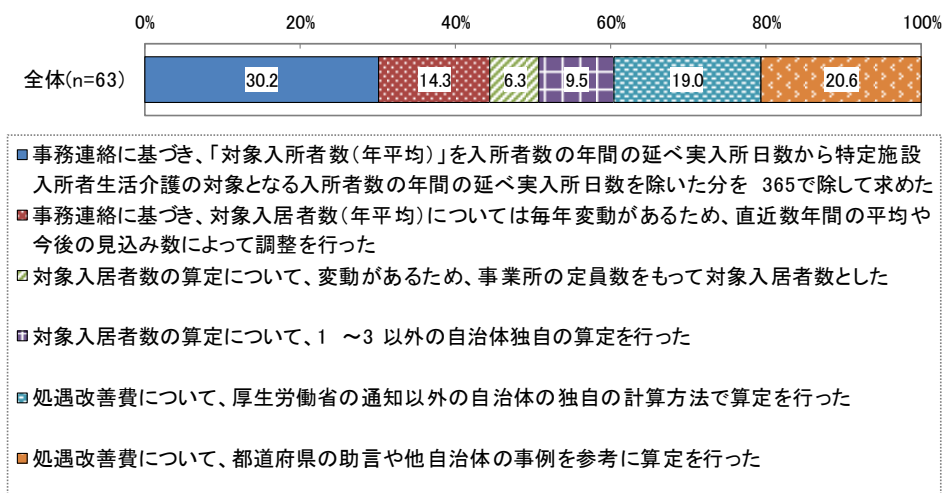 0% 20% 40% 60% 80% 100%
全体(n=63) 30.2 14.3 6.3 9.5 19.0 20.6
事務連絡に基づき、「対象入所者数(年平均)」を入所者数の年間の延べ実入所日数から特定施設
入所者生活介護の対象となる入所者数の年間の延べ実入所日数を除いた分を 365で除して求めた
事務連絡に基づき、対象入居者数(年平均)については毎年変動があるため、直近数年間の平均や
今後の見込み数によって調整を行った
対象入居者数の算定について、変動があるため、事業所の定員数をもって対象入居者数とした
対象入居者数の算定について、1 ～3 以外の自治体独自の算定を行った
処遇改善費について、厚生労働省の通知以外の自治体の独自の計算方法で算定を行った
処遇改善費について、都道府県の助言や他自治体の事例を参考に算定を行った